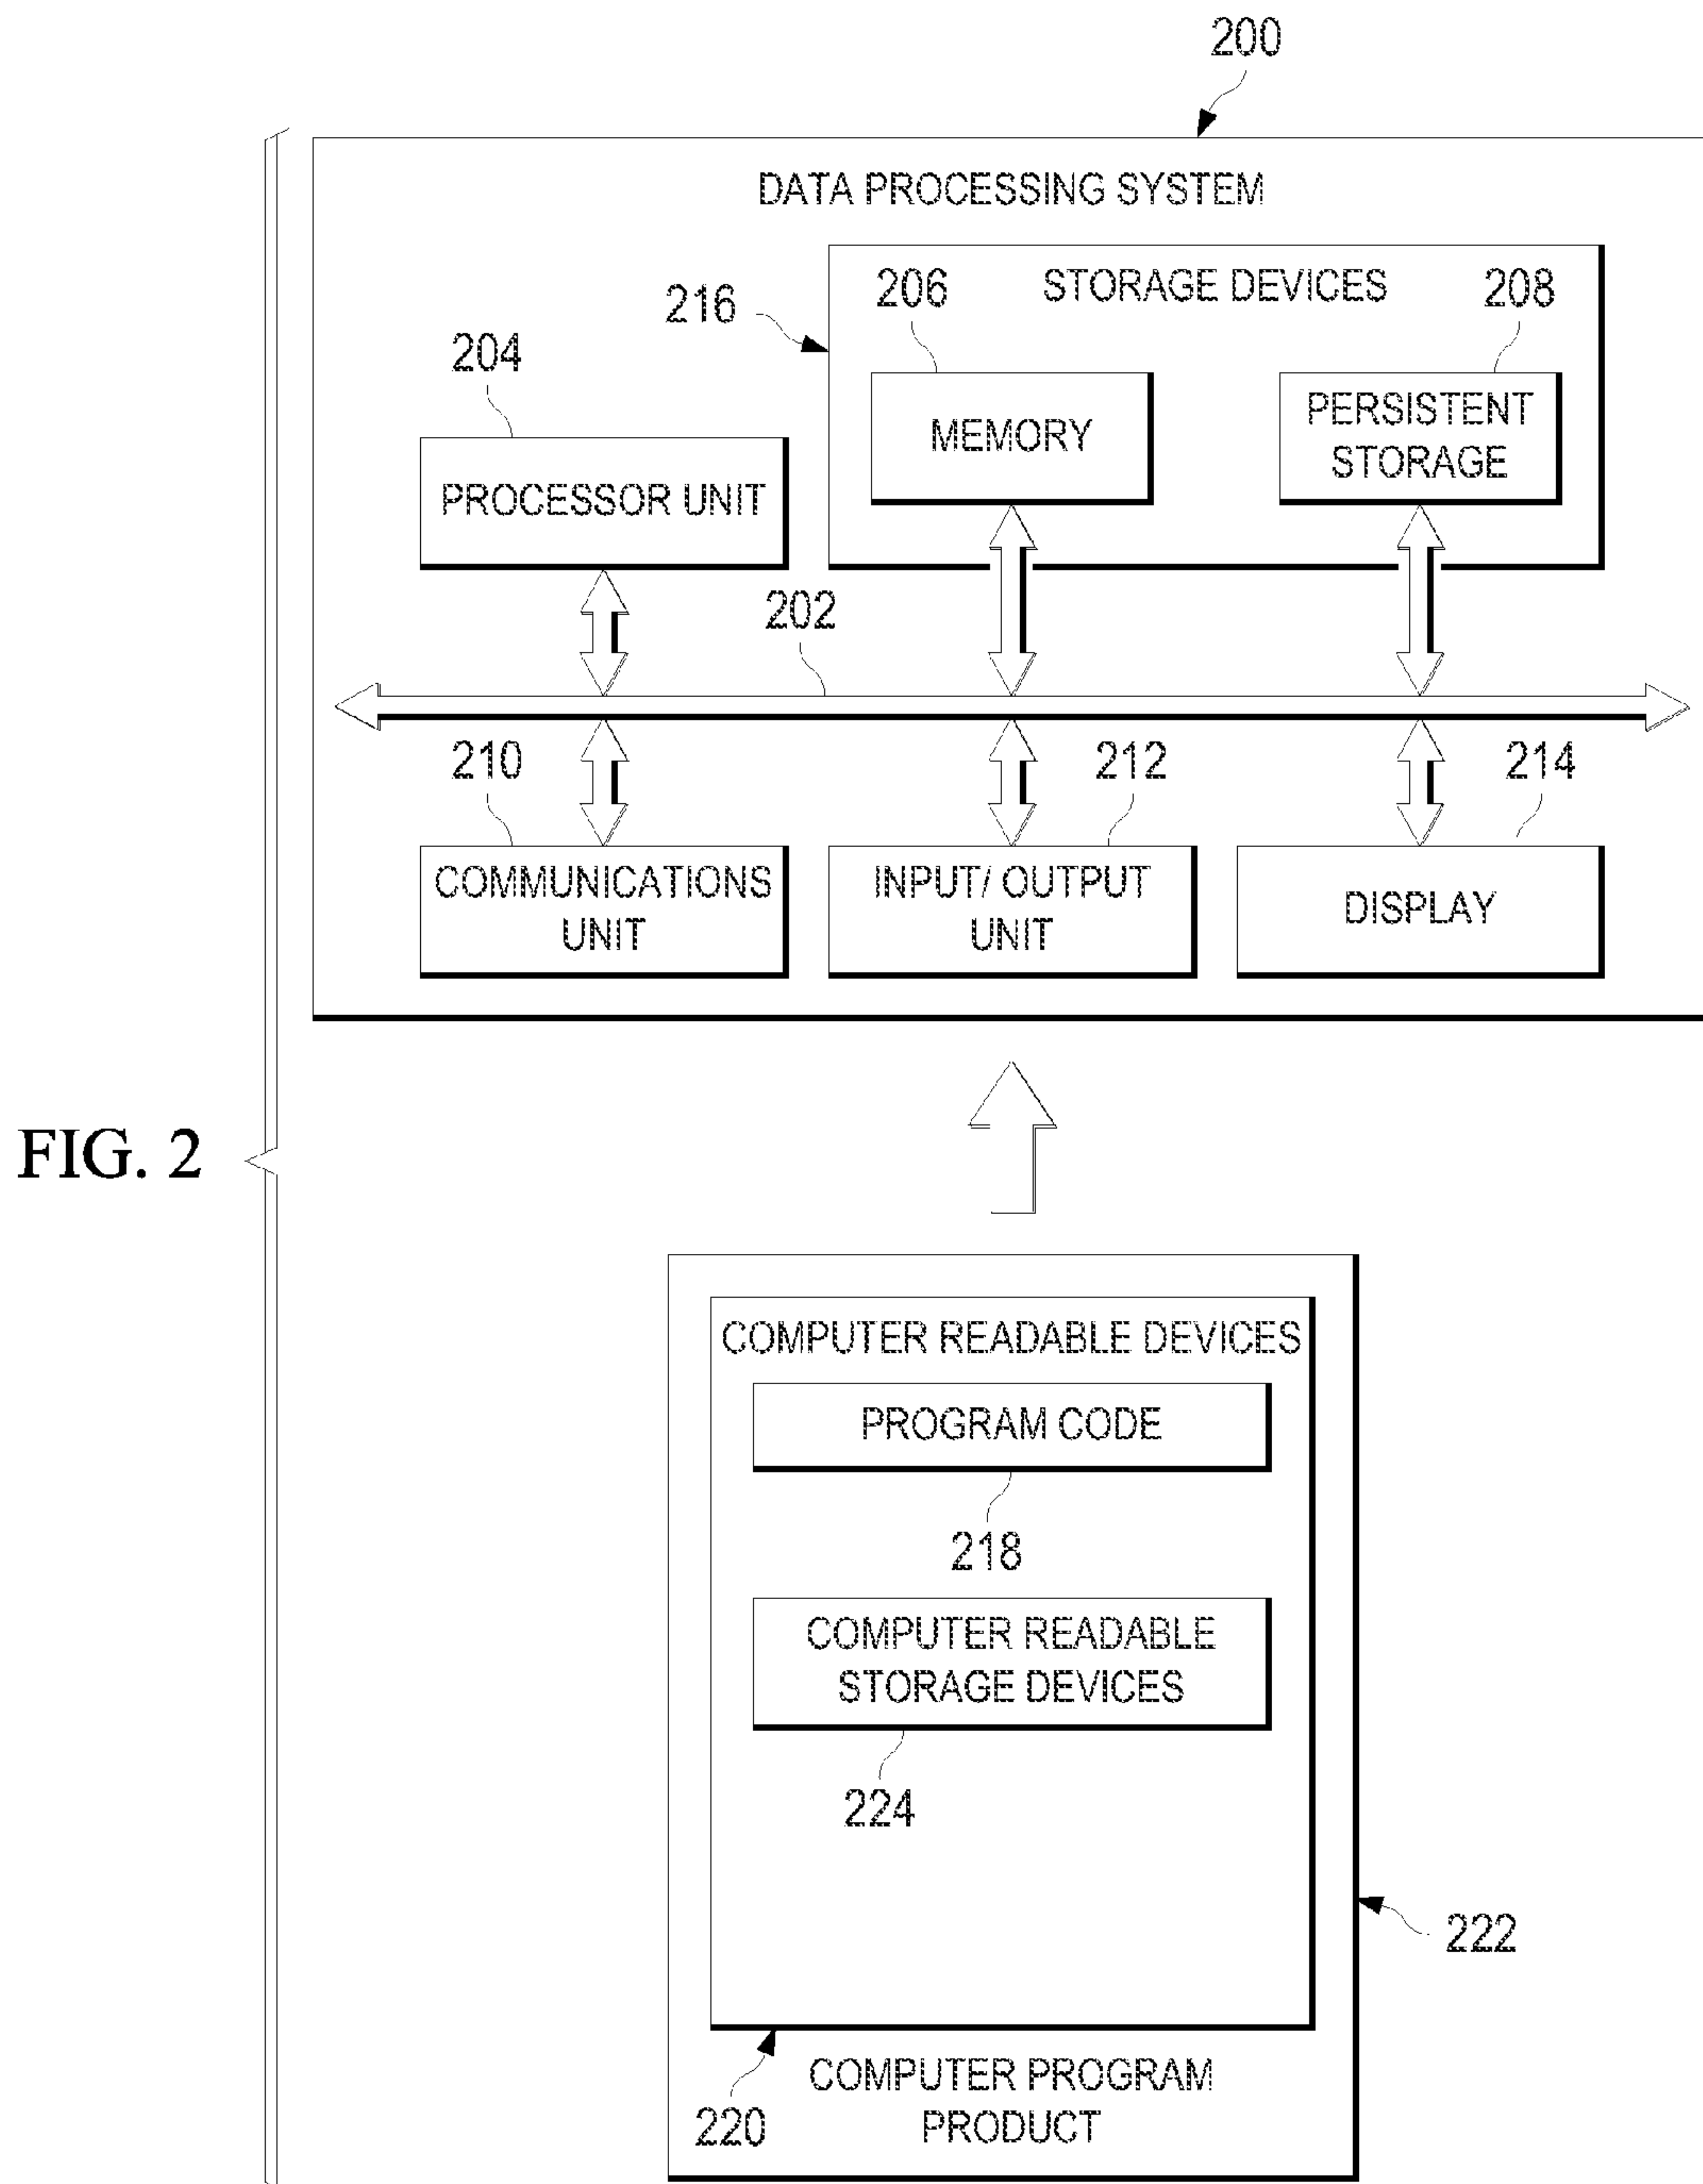 200
DATA PROCESSING SYSTEM
216
206
STORAGE DEVICES
208
204
MEMORY
PERSISTENT
STORAGE
PROCESSOR UNIT
202
210
212
214
COMMUNICATIONS
UNIT
INPUT/ OUTPUT
UNIT
DISPLAY
FIG. 2
COMPUTER READABLE DEVICES
PROGRAM CODE
218
COMPUTER READABLE
STORAGE DEVICES
224
222
220
COMPUTER PROGRAM
PRODUCT